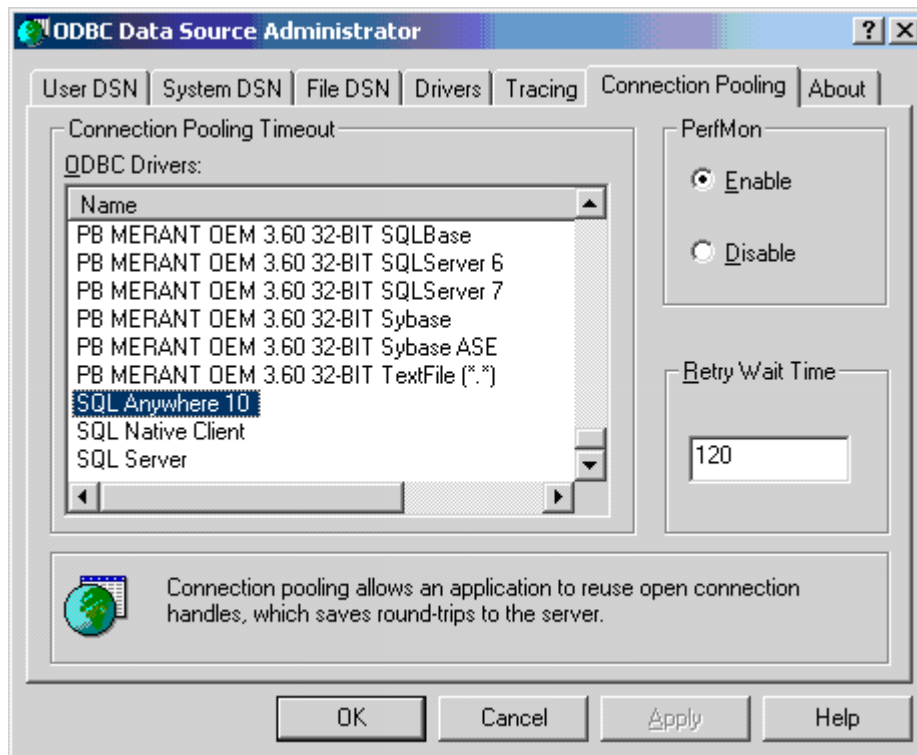 ODBC Data Source Administrator
User DSN System DSN File DSN Drivers Tracing Connection Pooling About
Connection Pooling Timeout
ODBC Drivers:
Name
PB MERANT OEM 3.60 32-BIT SQLBase
PB MERANT OEM 3.60 32-BIT SQLServer 6
PB MERANT OEM 3.60 32-BIT SQLServer 7
PB MERANT OEM 3.60 32-BIT Sybase
PB MERANT OEM 3.60 32-BIT Sybase ASE
PB MERANT OEM 3.60 32-BIT TextFile (*.*)
SQL Anywhere 10
SQL Native Client
SQL Server
PerfMon
Enable
Disable
Retry Wait Time
120
Connection pooling allows an application to reuse open connection
handles, which saves round-trips to the server.
OK Cancel Apply Help